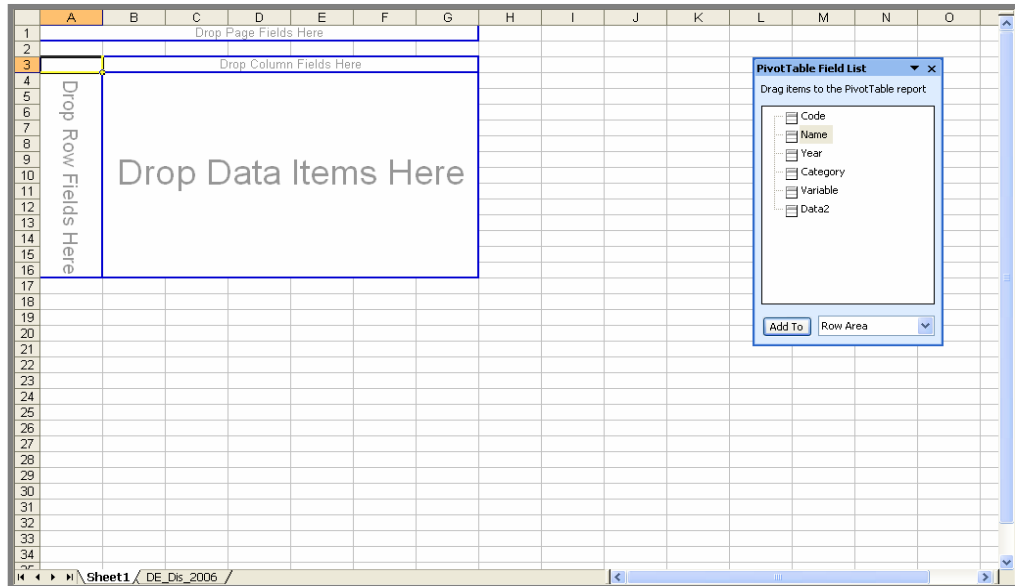 A B C D E F G H I J K L M N O
1 Drop Page Fields Here
2
3 Drop Column Fields Here
4
5
6
7
8
9
10
11
12
13
14
15
16
17
18
19
20
21
22
23
24
25
26
27
28
29
30
31
32
33
34
35
Drop Row Fields Here
Drop Data Items Here
PivotTable Field List
Drag items to the PivotTable report
Code
Name
Year
Category
Variable
Data2
Add To Row Area
Sheet1 DE_Dis_2006